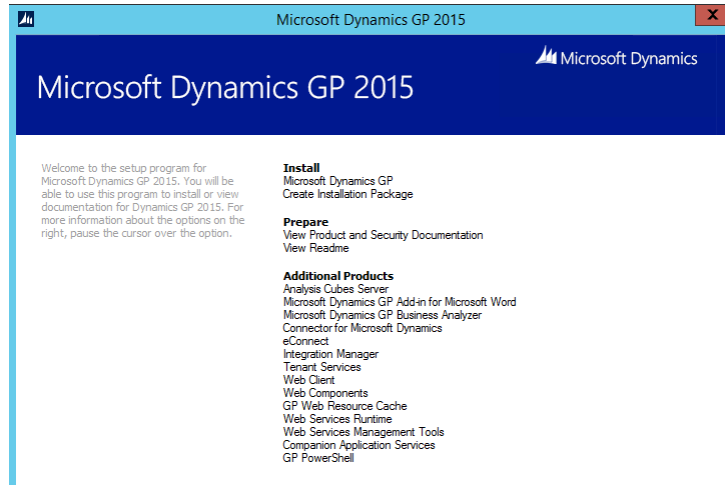 Microsoft Dynamics GP 2015
X
Microsoft Dynamics
Microsoft Dynamics GP 2015
Welcome to the setup program for
Microsoft Dynamics GP 2015. You will be
able to use this program to install or view
documentation for Dynamics GP 2015. For
more information about the options on the
right, pause the cursor over the option.
Install
Microsoft Dynamics GP
Create Installation Package
Prepare
View Product and Security Documentation
View Readme
Additional Products
Analysis Cubes Server
Microsoft Dynamics GP Add-in for Microsoft Word
Microsoft Dynamics GP Business Analyzer
Connector for Microsoft Dynamics
eConnect
Integration Manager
Tenant Services
Web Client
Web Components
GP Web Resource Cache
Web Services Runtime
Web Services Management Tools
Companion Application Services
GP PowerShell